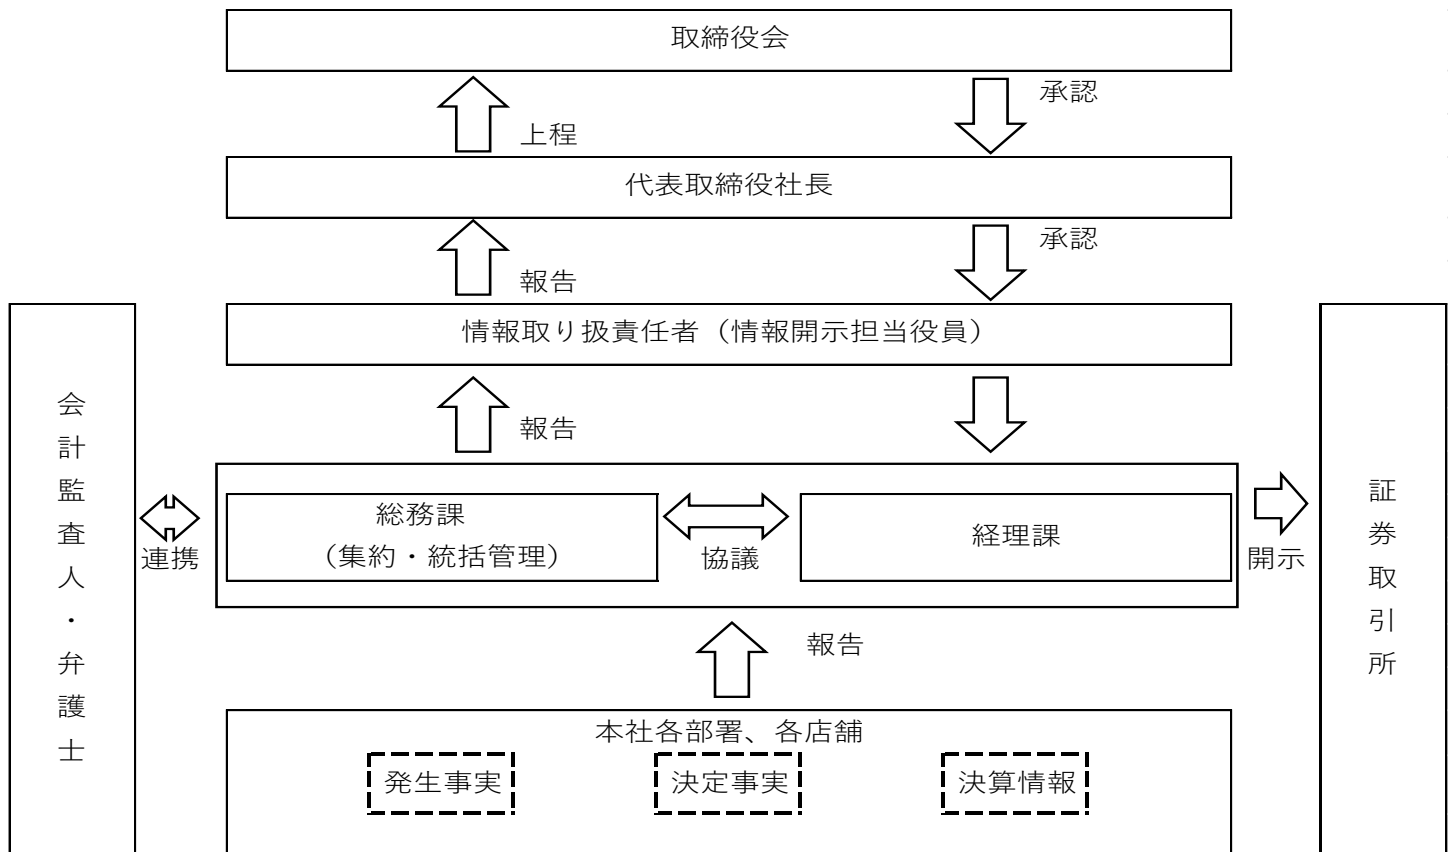 取締役会
上程
承認
代表取締役社長
報告
承認
情報取り扱責任者（情報開示担当役員）
報告
会計監査人・弁護士
連携
総務課
（集約・統括管理）
協議
経理課
開示
証券取引所
報告
本社各部署、各店舗
発生事実
決定事実
決算情報